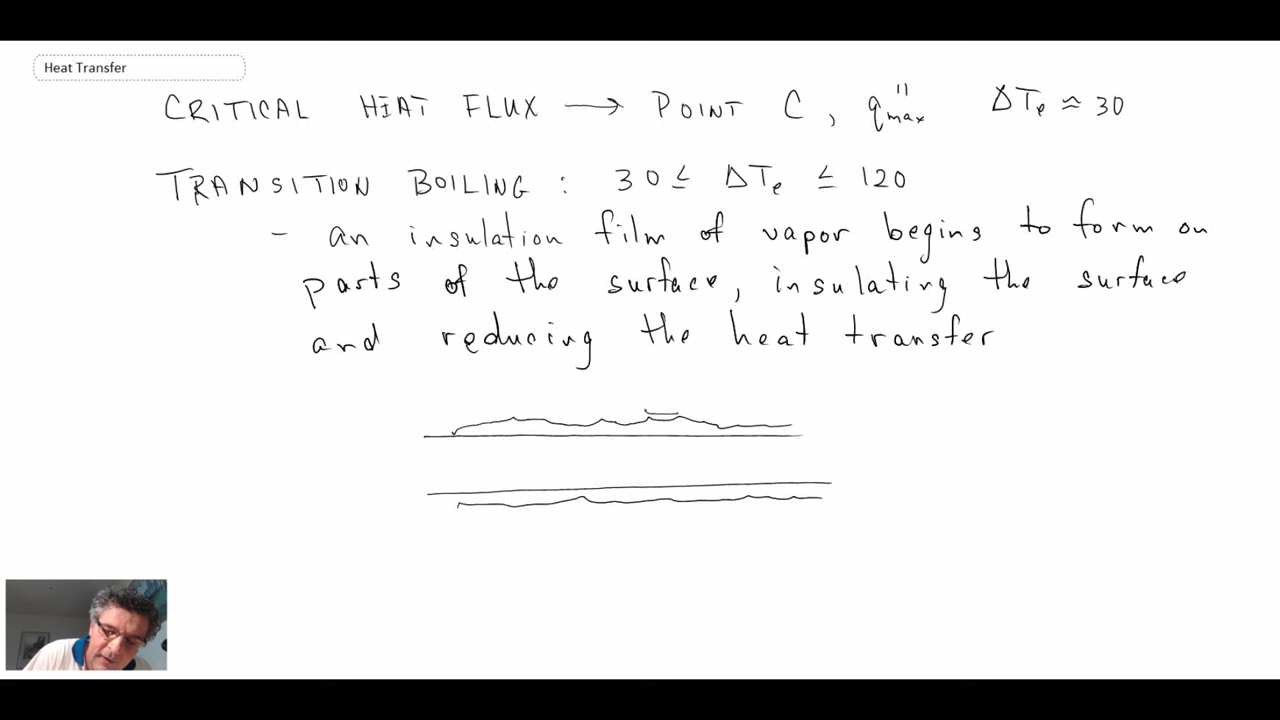 Heat Transfer
CRITICAL HEAT FLUX → POINT C, q''max ΔTe ≈ 30
TRANSITION BOILING : 30 ≤ ΔTe ≤ 120
- an insulation film of vapor begins to form on
parts of the surface, insulating the surface
and reducing the heat transfer